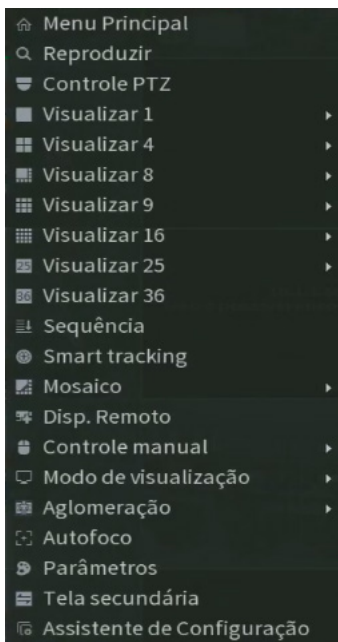 Menu Principal
Reproduzir
Controle PTZ
Visualizar 1
Visualizar 4
Visualizar 8
Visualizar 9
Visualizar 16
25 Visualizar 25
36 Visualizar 36
Sequência
Smart tracking
Mosaico
Disp. Remoto
Controle manual
Modo de visualização
Aglomeração
Autofoco
Parâmetros
Tela secundária
Assistente de Configuração